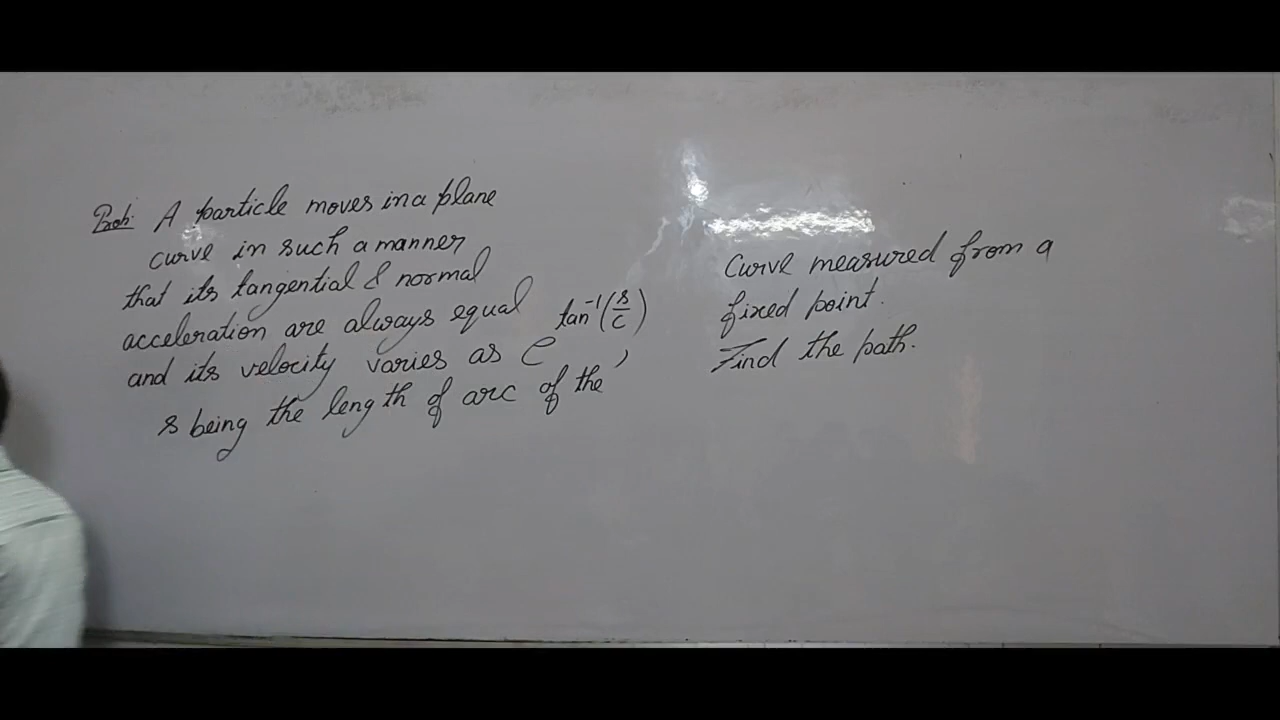 Prob: A particle moves in a plane
curve in such a manner
that its tangential & normal
acceleration are always equal
and its velocity varies as e^{tan⁻¹(s/c)},
s being the length of arc of the
curve measured from a
fixed point.
Find the path.